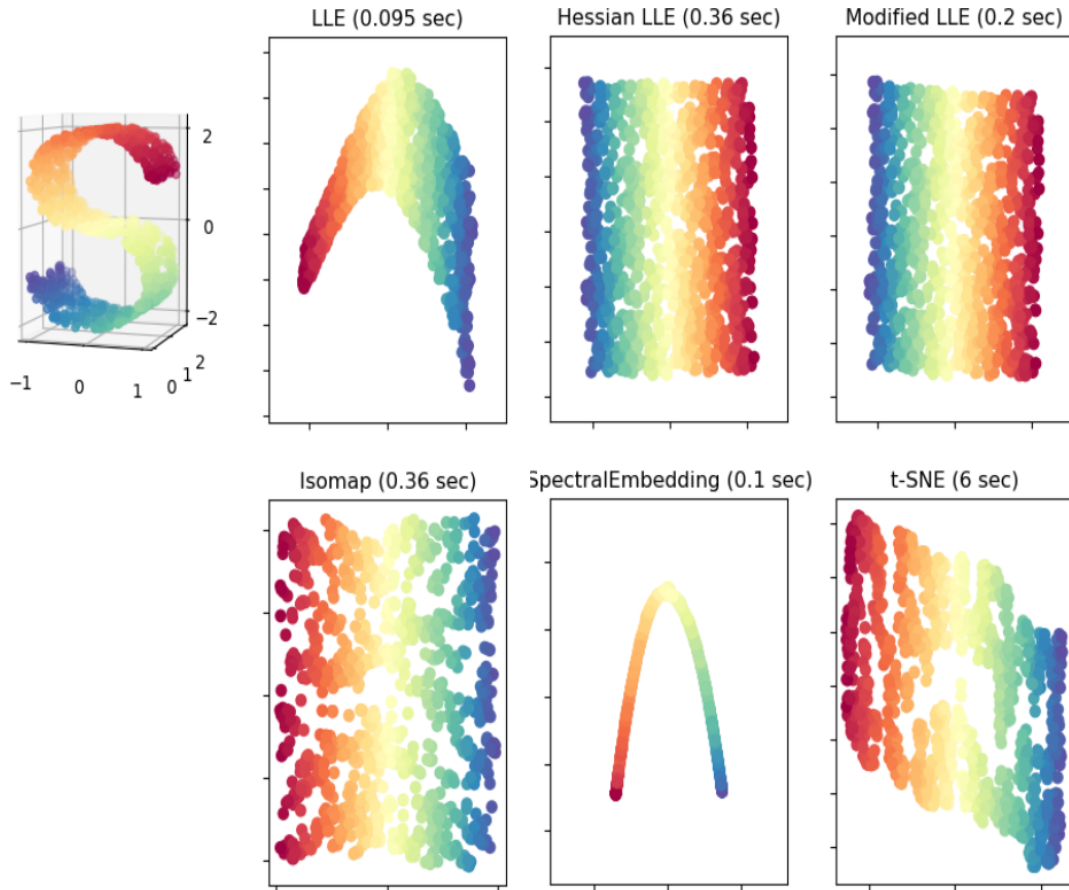 LLE (0.095 sec)
Hessian LLE (0.36 sec)
Modified LLE (0.2 sec)
2
0
−2
−1
0
1
0
1
2
Isomap (0.36 sec)
SpectralEmbedding (0.1 sec)
t-SNE (6 sec)